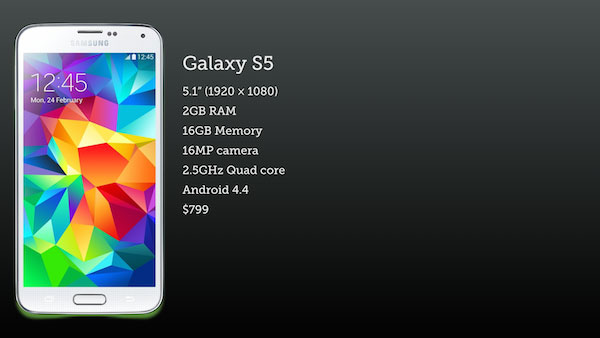 SAMSUNG
12:45
12:45
Mon, 24 February
Galaxy S5
5.1” (1920 × 1080)
2GB RAM
16GB Memory
16MP camera
2.5GHz Quad core
Android 4.4
$799